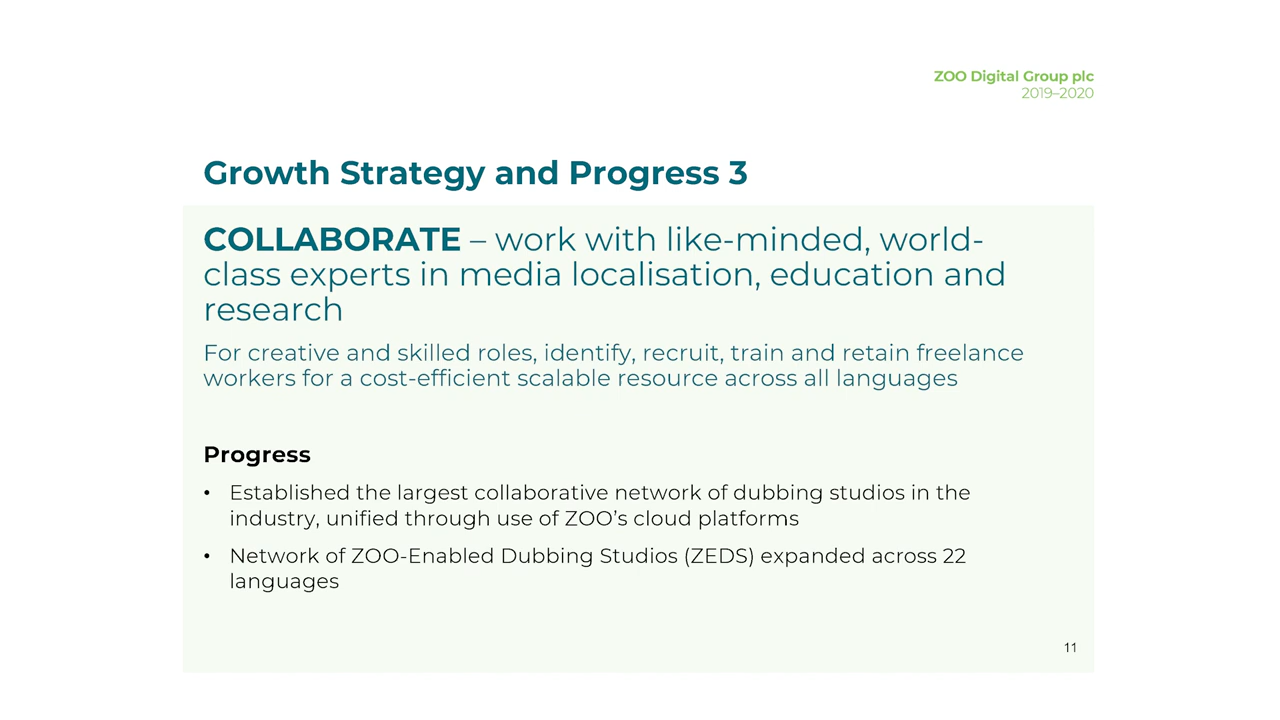 ZOO Digital Group plc
2019–2020
Growth Strategy and Progress 3
COLLABORATE – work with like-minded, world-
class experts in media localisation, education and
research
For creative and skilled roles, identify, recruit, train and retain freelance
workers for a cost-efficient scalable resource across all languages
Progress
• Established the largest collaborative network of dubbing studios in the
industry, unified through use of ZOO’s cloud platforms
• Network of ZOO-Enabled Dubbing Studios (ZEDS) expanded across 22
languages
11